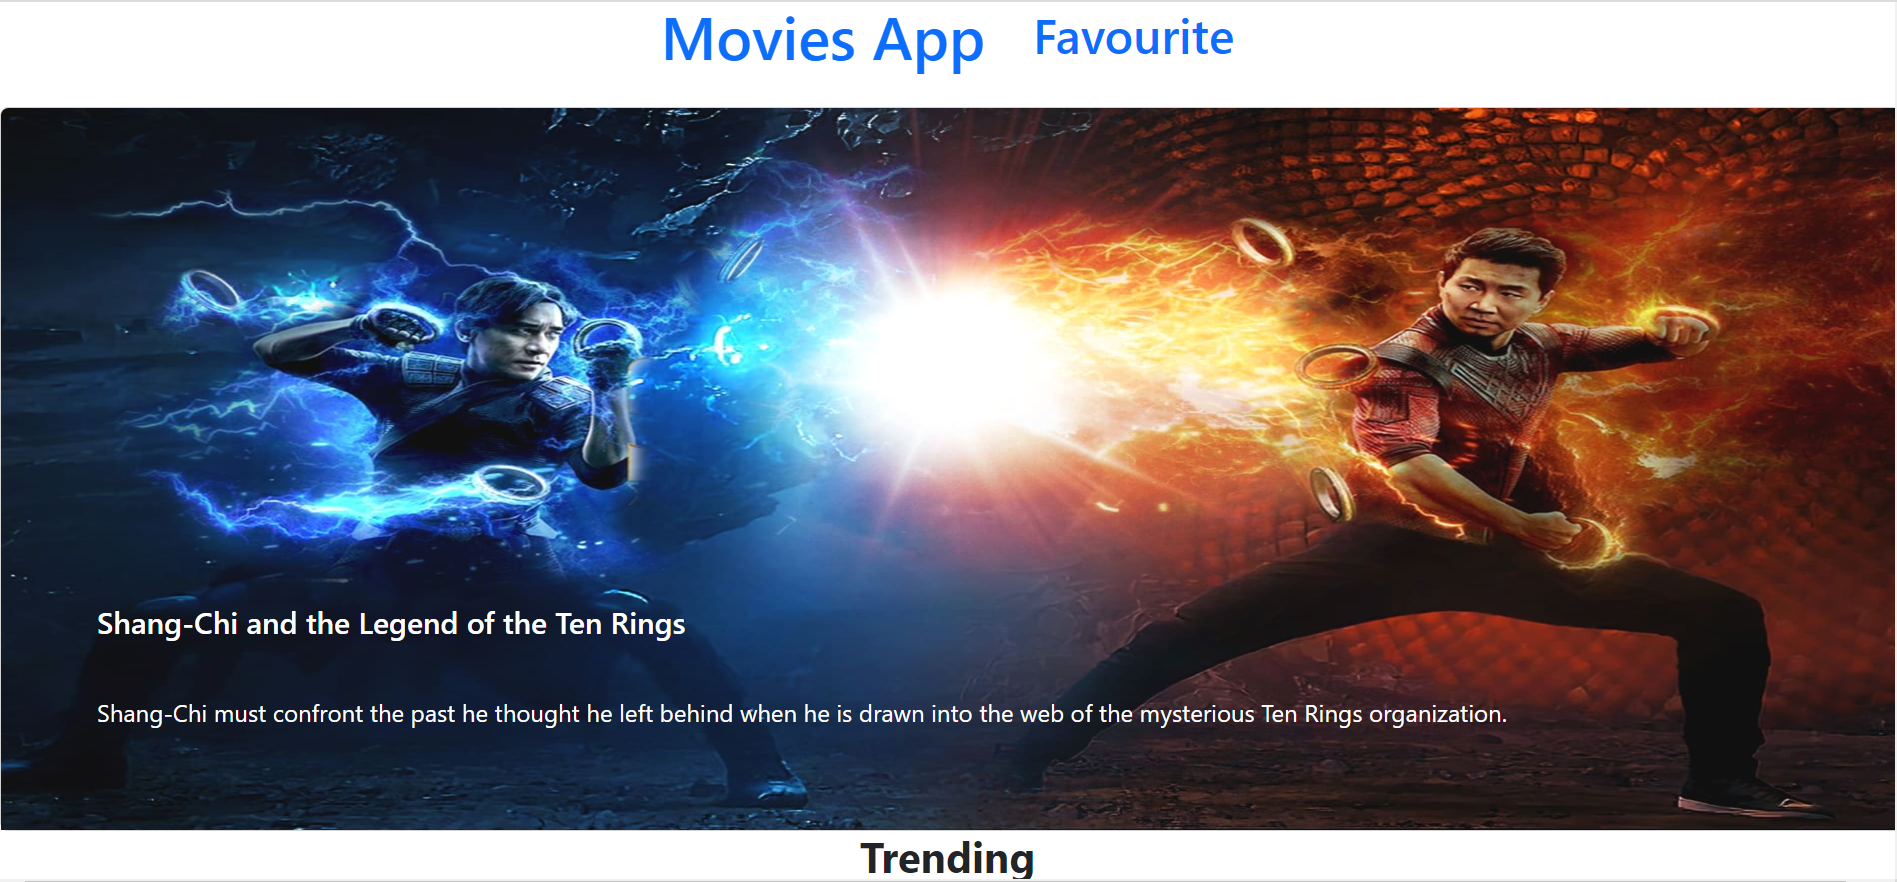 Movies App Favourite
Shang-Chi and the Legend of the Ten Rings
Shang-Chi must confront the past he thought he left behind when he is drawn into the web of the mysterious Ten Rings organization.
Trending